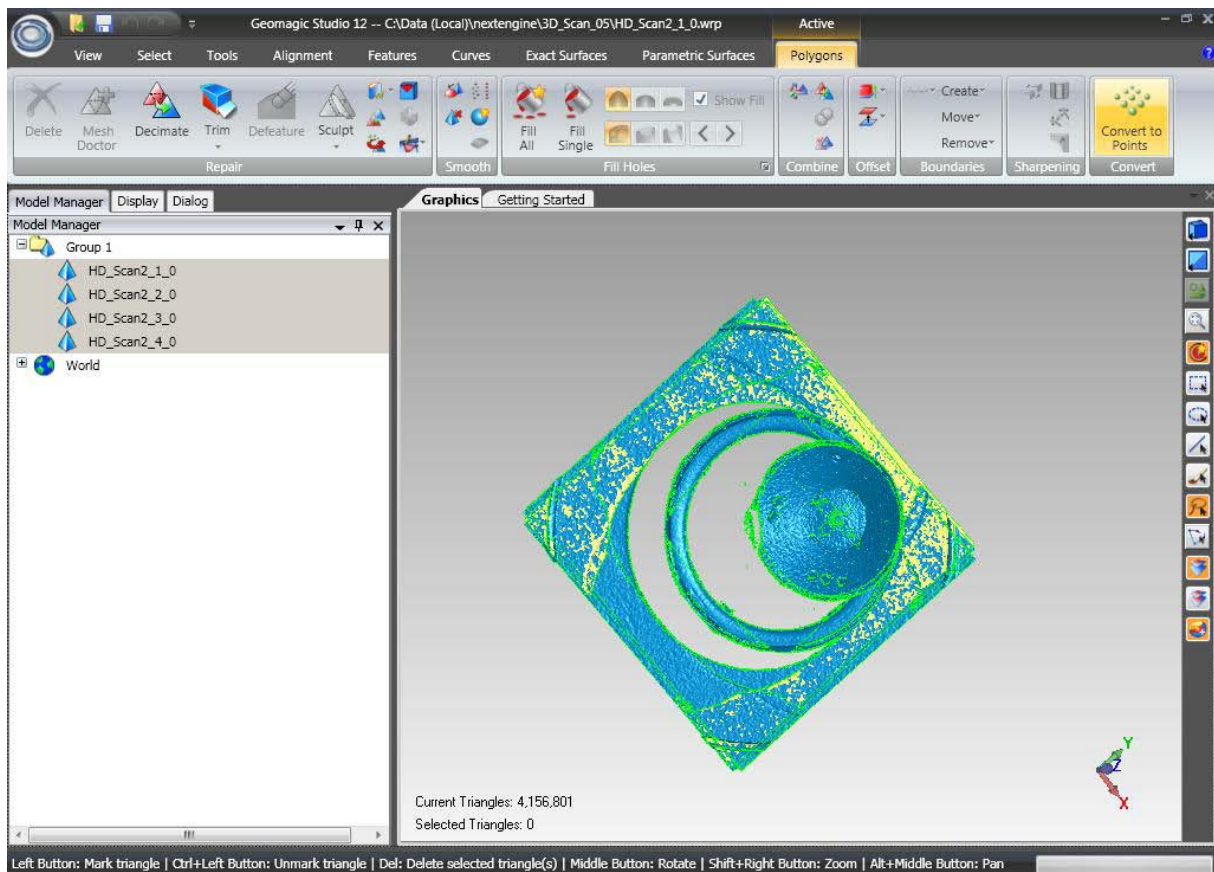 Geomagic Studio 12 -- C:\Data (Local)\nextengine\3D_Scan_05\HD_Scan2_1_0.wrp
Active
View Select Tools Alignment Features Curves Exact Surfaces Parametric Surfaces Polygons
Delete Mesh Doctor Decimate Trim Defeature Sculpt
Repair
Smooth
Fill All Fill Single Show Fill
Fill Holes
Combine
Offset
Create
Move
Remove
Boundaries
Sharpening
Convert to Points
Convert
Model Manager Display Dialog
Model Manager
Group 1
HD_Scan2_1_0
HD_Scan2_2_0
HD_Scan2_3_0
HD_Scan2_4_0
World
Graphics Getting Started
Y
Z
X
Current Triangles: 4,156,801
Selected Triangles: 0
Left Button: Mark triangle | Ctrl+Left Button: Unmark triangle | Del: Delete selected triangle(s) | Middle Button: Rotate | Shift+Right Button: Zoom | Alt+Middle Button: Pan